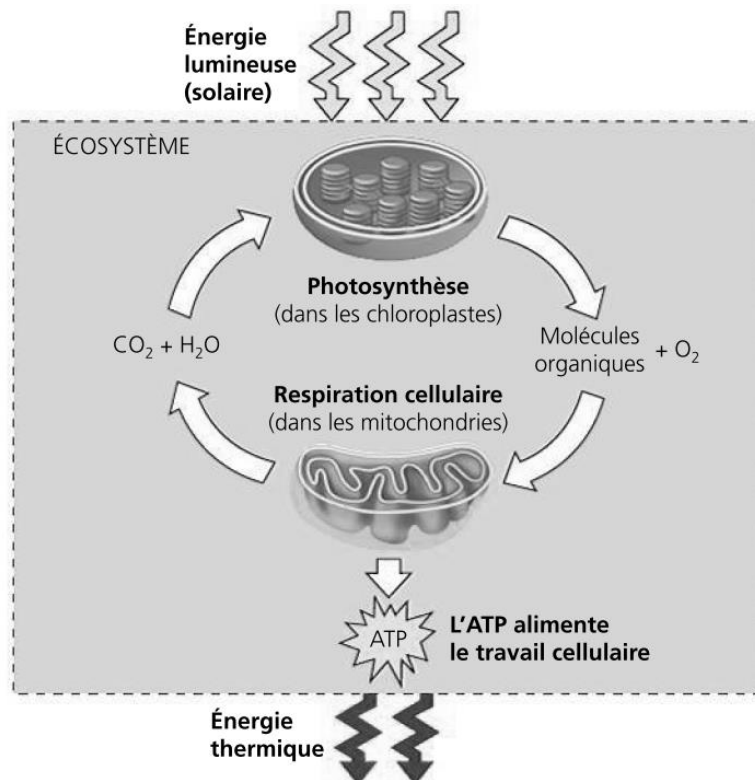 Énergie
lumineuse
(solaire)
ÉCOSYSTÈME
Photosynthèse
(dans les chloroplastes)
CO₂ + H₂O
Molécules
organiques + O₂
Respiration cellulaire
(dans les mitochondries)
ATP
L’ATP alimente
le travail cellulaire
Énergie
thermique